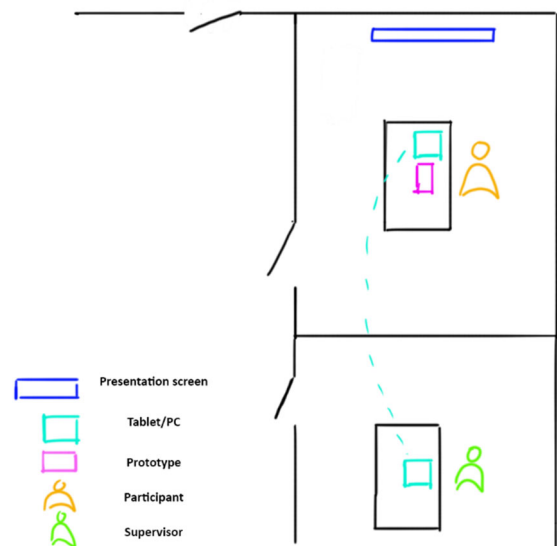 Presentation screen
Tablet/PC
Prototype
Participant
Supervisor